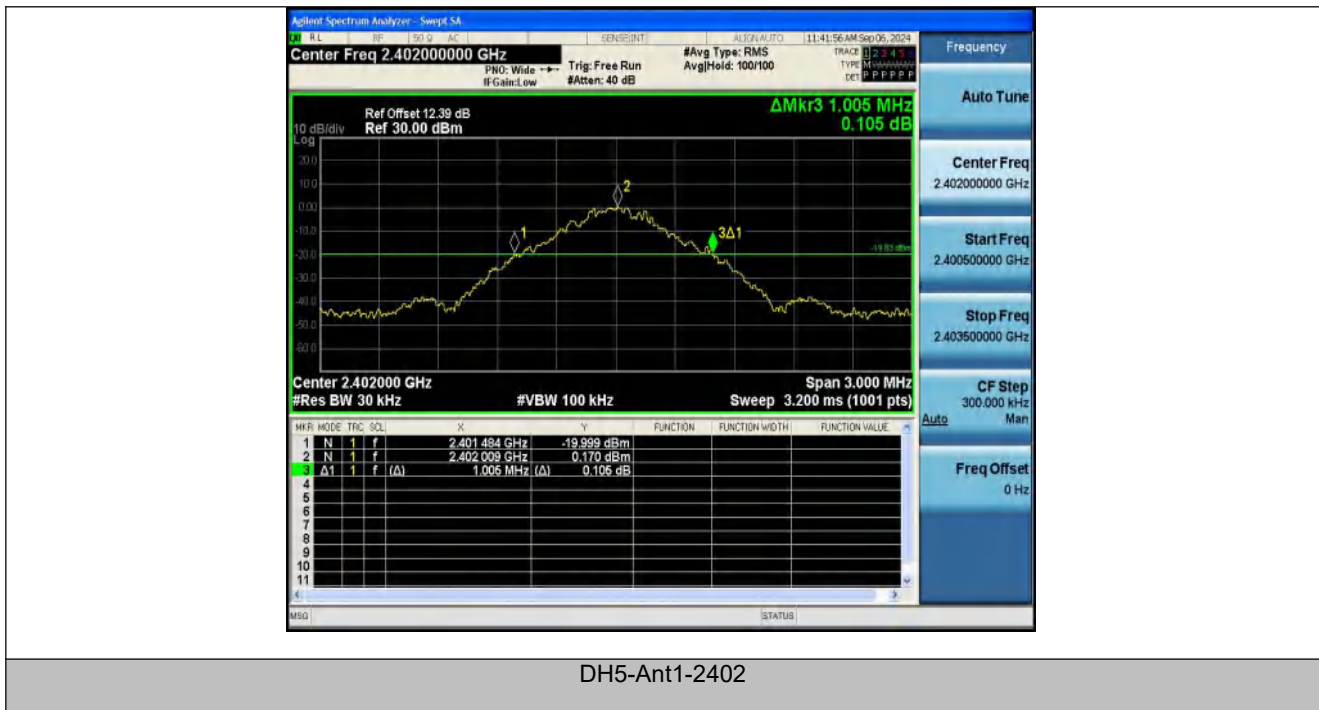 Agilent Spectrum Analyzer - Swept SA
RL RF 50 Ω AC SENSE:INT ALIGN AUTO 11:41:56 AM Sep 06, 2024
Center Freq 2.402000000 GHz
PNO: Wide
IFGain:Low
Trig: Free Run
#Atten: 40 dB
#Avg Type: RMS
Avg|Hold: 100/100
TRACE 1 2 3 4 5 6
TYPE M
DET P P P P P P
Frequency
ΔMkr3 1.005 MHz
0.105 dB
Ref Offset 12.39 dB
10 dB/div Ref 30.00 dBm
Log
20.0
10.0
0.00
-10.0
-20.0
-30.0
-40.0
-50.0
-60.0
1
2
3Δ1
-19.83 dBm
Center 2.402000 GHz Span 3.000 MHz
#Res BW 30 kHz #VBW 100 kHz Sweep 3.200 ms (1001 pts)
MKR MODE TRC SCL X Y FUNCTION FUNCTION WIDTH FUNCTION VALUE
1 N 1 f 2.401 484 GHz -19.999 dBm
2 N 1 f 2.402 009 GHz 0.170 dBm
3 Δ1 1 f (Δ) 1.005 MHz (Δ) 0.105 dB
4
5
6
7
8
9
10
11
MSG STATUS
Auto Tune
Center Freq
2.402000000 GHz
Start Freq
2.400500000 GHz
Stop Freq
2.403500000 GHz
CF Step
300.000 kHz
Auto Man
Freq Offset
0 Hz
DH5-Ant1-2402